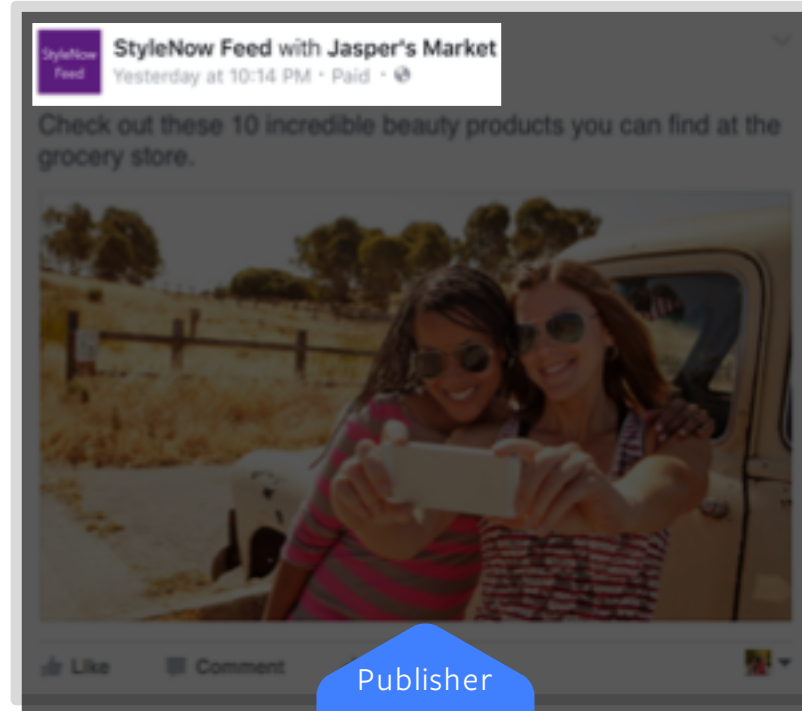 StyleNow
Feed
StyleNow Feed with Jasper's Market
Yesterday at 10:14 PM · Paid ·
Check out these 10 incredible beauty products you can find at the
grocery store.
Like Comment
Publisher